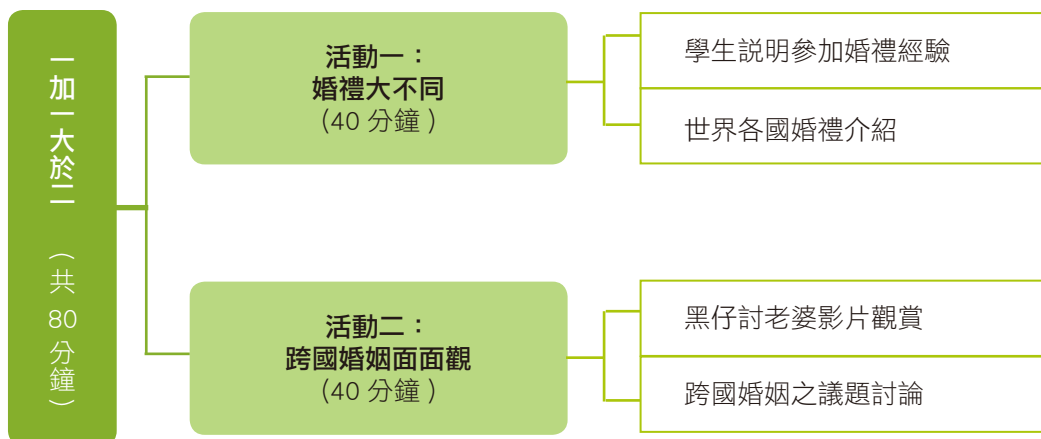 一加一大於二 （共 80 分鐘）
活動一：
婚禮大不同
(40 分鐘 )
學生說明參加婚禮經驗
世界各國婚禮介紹
活動二：
跨國婚姻面面觀
(40 分鐘 )
黑仔討老婆影片觀賞
跨國婚姻之議題討論